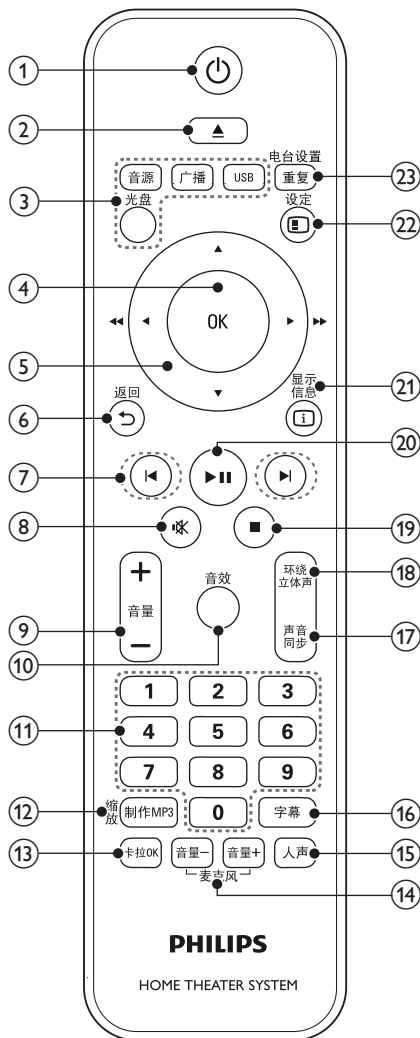 1
2
电台设置
音源 广播 USB 重复
23
3
光盘
设定
22
4
OK
5
显示
信息
21
返回
6
20
7
8
19
音效
环绕
立体声
18
9
音量
声音
同步
17
10
1 2 3
11
4 5 6
7 8 9
12
缩放
制作MP3
0
字幕
16
13
卡拉OK
音量-
音量+
人声
15
麦克风
14
PHILIPS
HOME THEATER SYSTEM